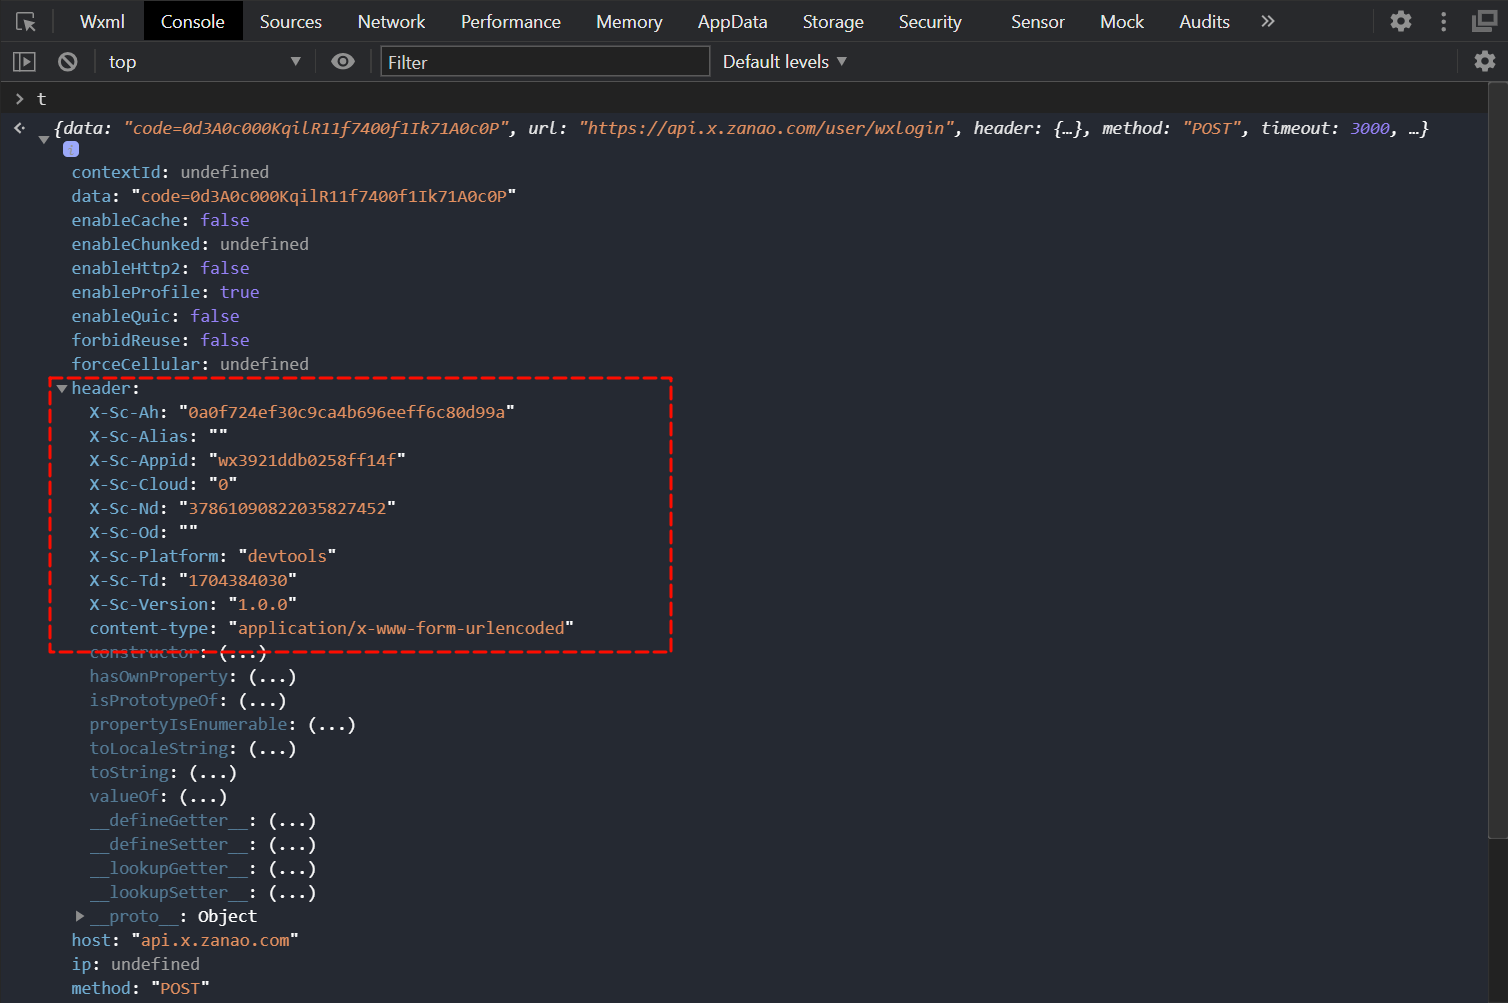 Wxml Console Sources Network Performance Memory AppData Storage Security Sensor Mock Audits »
top Filter Default levels
> t
{data: "code=0d3A0c000KqilR11f7400f1Ik71A0c0P", url: "https://api.x.zanao.com/user/wxlogin", header: {…}, method: "POST", timeout: 3000, …}
i
contextId: undefined
data: "code=0d3A0c000KqilR11f7400f1Ik71A0c0P"
enableCache: false
enableChunked: undefined
enableHttp2: false
enableProfile: true
enableQuic: false
forbidReuse: false
forceCellular: undefined
header:
X-Sc-Ah: "0a0f724ef30c9ca4b696eeff6c80d99a"
X-Sc-Alias: ""
X-Sc-Appid: "wx3921ddb0258ff14f"
X-Sc-Cloud: "0"
X-Sc-Nd: "37861090822035827452"
X-Sc-Od: ""
X-Sc-Platform: "devtools"
X-Sc-Td: "1704384030"
X-Sc-Version: "1.0.0"
content-type: "application/x-www-form-urlencoded"
constructor: (...)
hasOwnProperty: (...)
isPrototypeOf: (...)
propertyIsEnumerable: (...)
toLocaleString: (...)
toString: (...)
valueOf: (...)
__defineGetter__: (...)
__defineSetter__: (...)
__lookupGetter__: (...)
__lookupSetter__: (...)
__proto__: Object
host: "api.x.zanao.com"
ip: undefined
method: "POST"